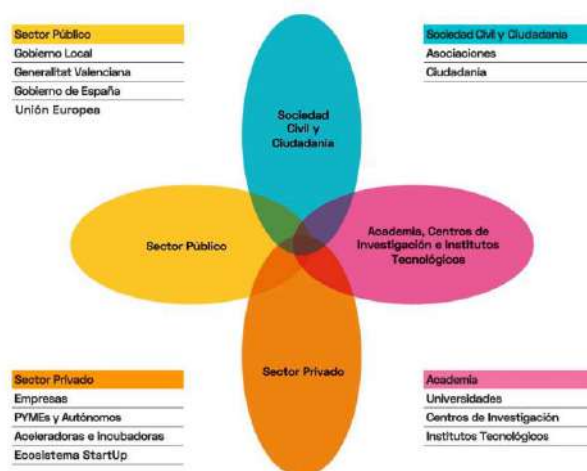 Sector Público
Gobierno Local
Generalitat Valenciana
Gobierno de España
Unión Europea
Sociedad Civil y Ciudadanía
Asociaciones
Ciudadanía
Sociedad
Civil y
Ciudadanía
Sector Público
Academia, Centros de
Investigación e Institutos
Tecnológicos
Sector Privado
Sector Privado
Empresas
PYMEs y Autónomos
Aceleradoras e Incubadoras
Ecosistema StartUp
Academia
Universidades
Centros de Investigación
Institutos Tecnológicos